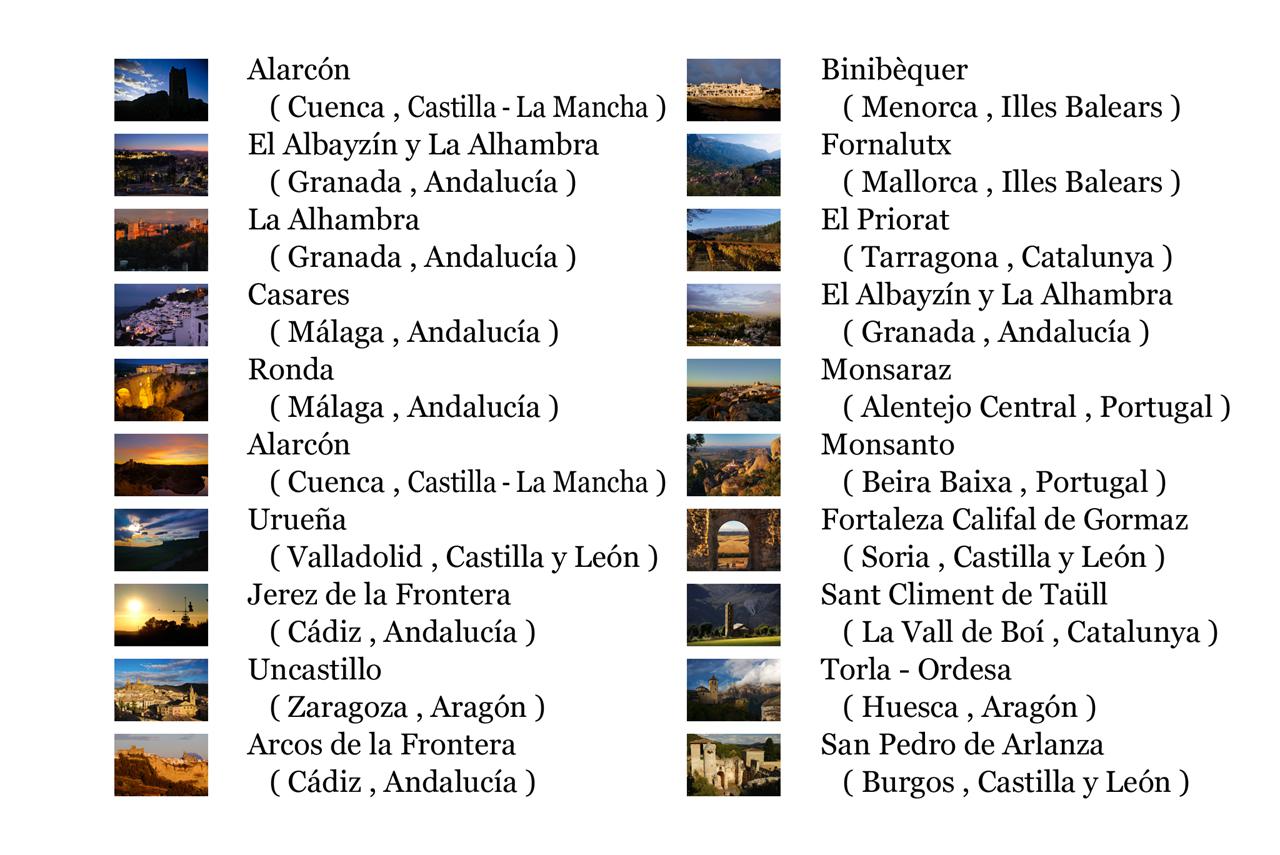 Alarcón
( Cuenca , Castilla - La Mancha )
El Albayzín y La Alhambra
( Granada , Andalucía )
La Alhambra
( Granada , Andalucía )
Casares
( Málaga , Andalucía )
Ronda
( Málaga , Andalucía )
Alarcón
( Cuenca , Castilla - La Mancha )
Urueña
( Valladolid , Castilla y León )
Jerez de la Frontera
( Cádiz , Andalucía )
Uncastillo
( Zaragoza , Aragón )
Arcos de la Frontera
( Cádiz , Andalucía )
Binibèquer
( Menorca , Illes Balears )
Fornalutx
( Mallorca , Illes Balears )
El Priorat
( Tarragona , Catalunya )
El Albayzín y La Alhambra
( Granada , Andalucía )
Monsaraz
( Alentejo Central , Portugal )
Monsanto
( Beira Baixa , Portugal )
Fortaleza Califal de Gormaz
( Soria , Castilla y León )
Sant Climent de Taüll
( La Vall de Boí , Catalunya )
Torla - Ordesa
( Huesca , Aragón )
San Pedro de Arlanza
( Burgos , Castilla y León )